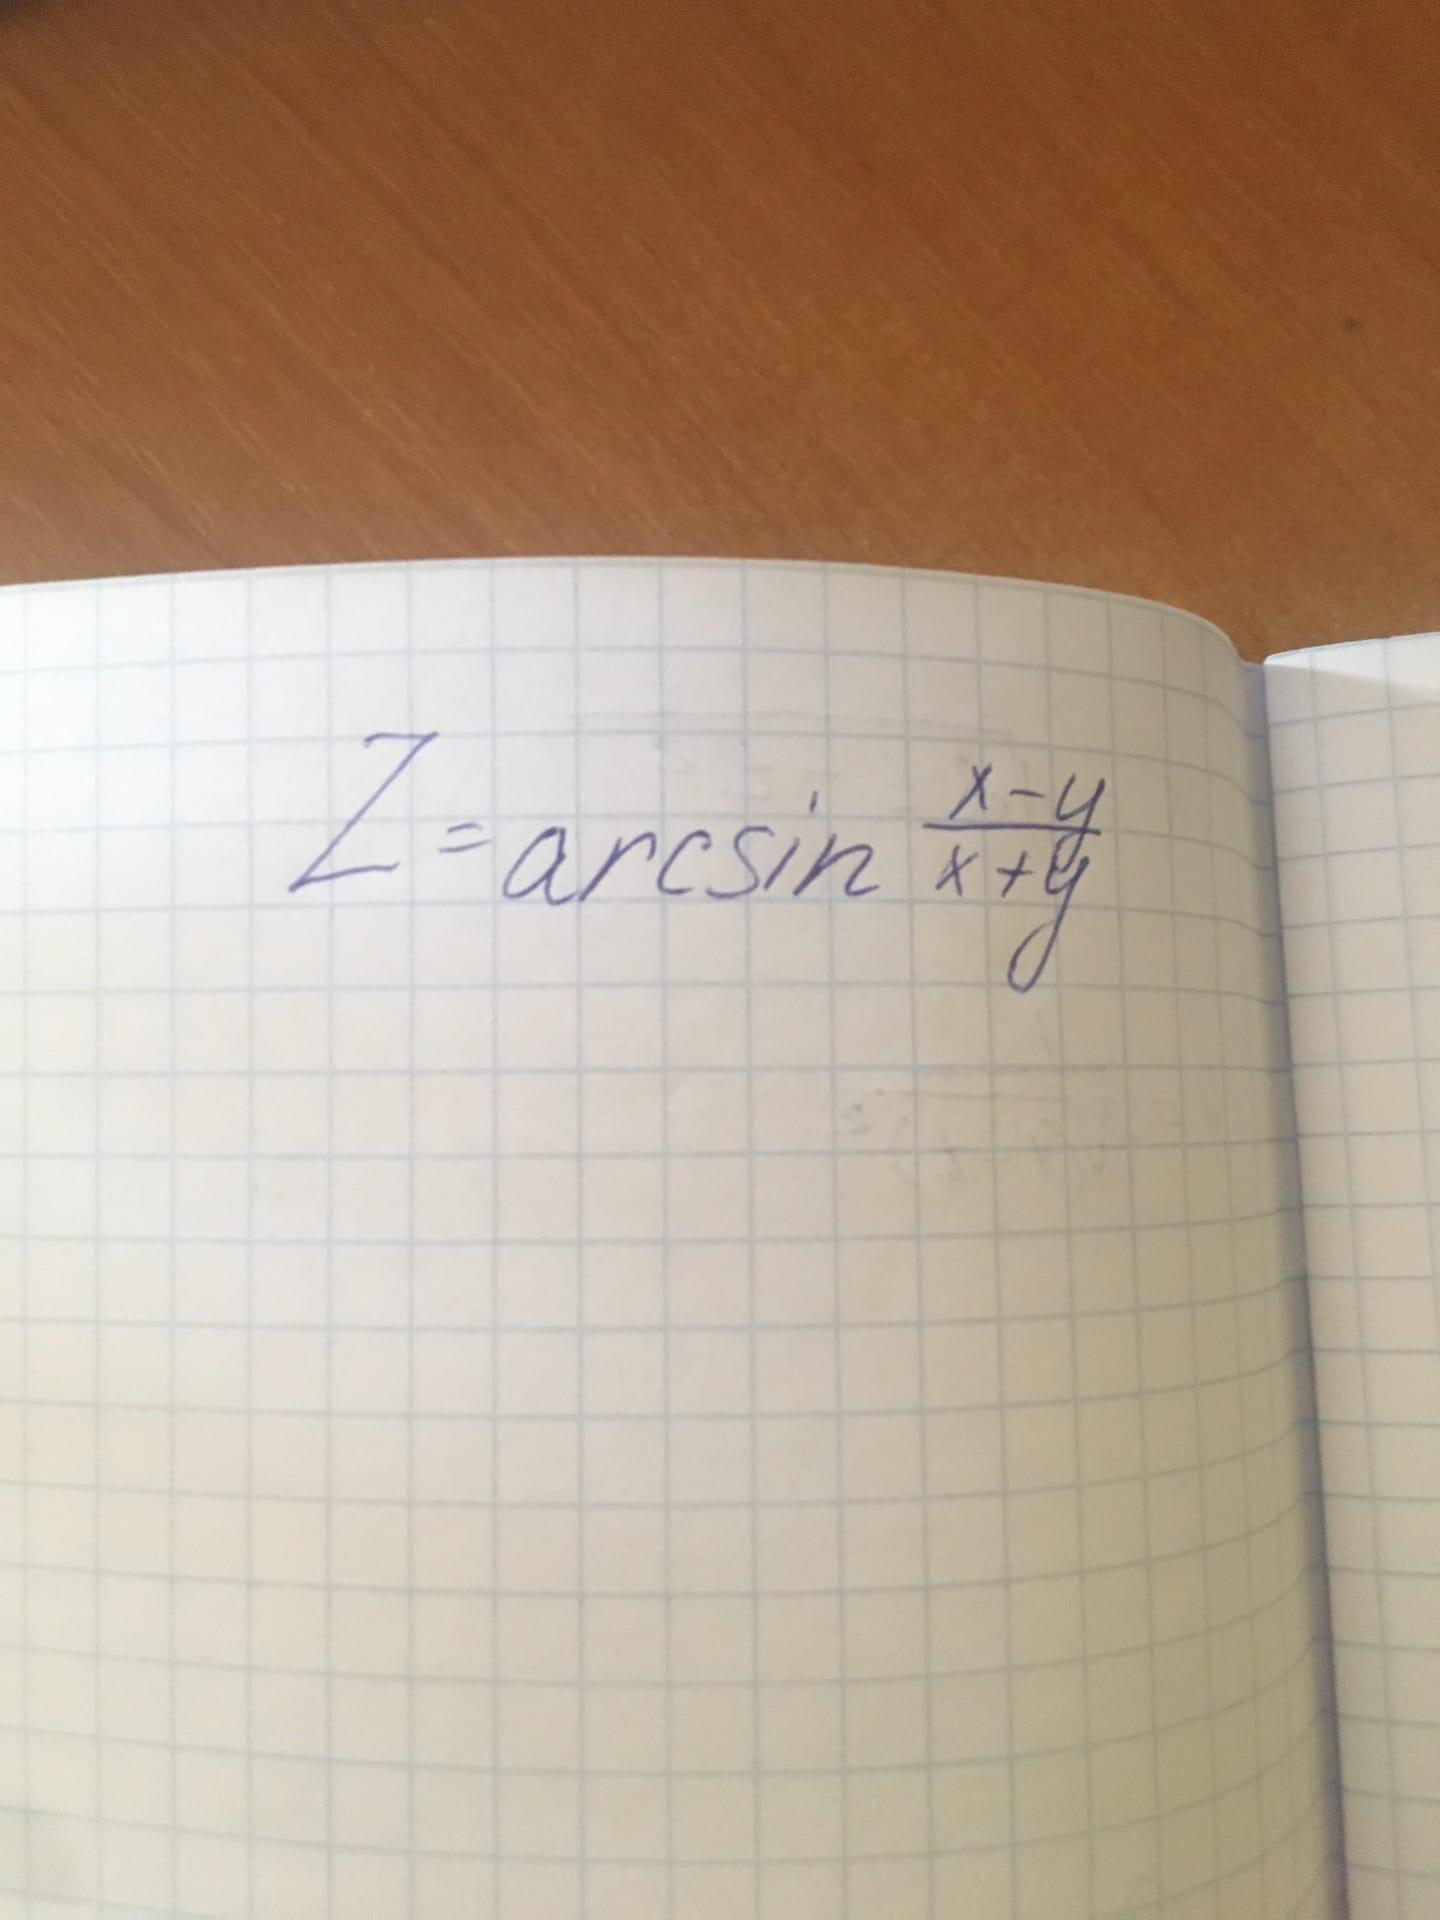 Z = arcsin (x-y)/(x+y)